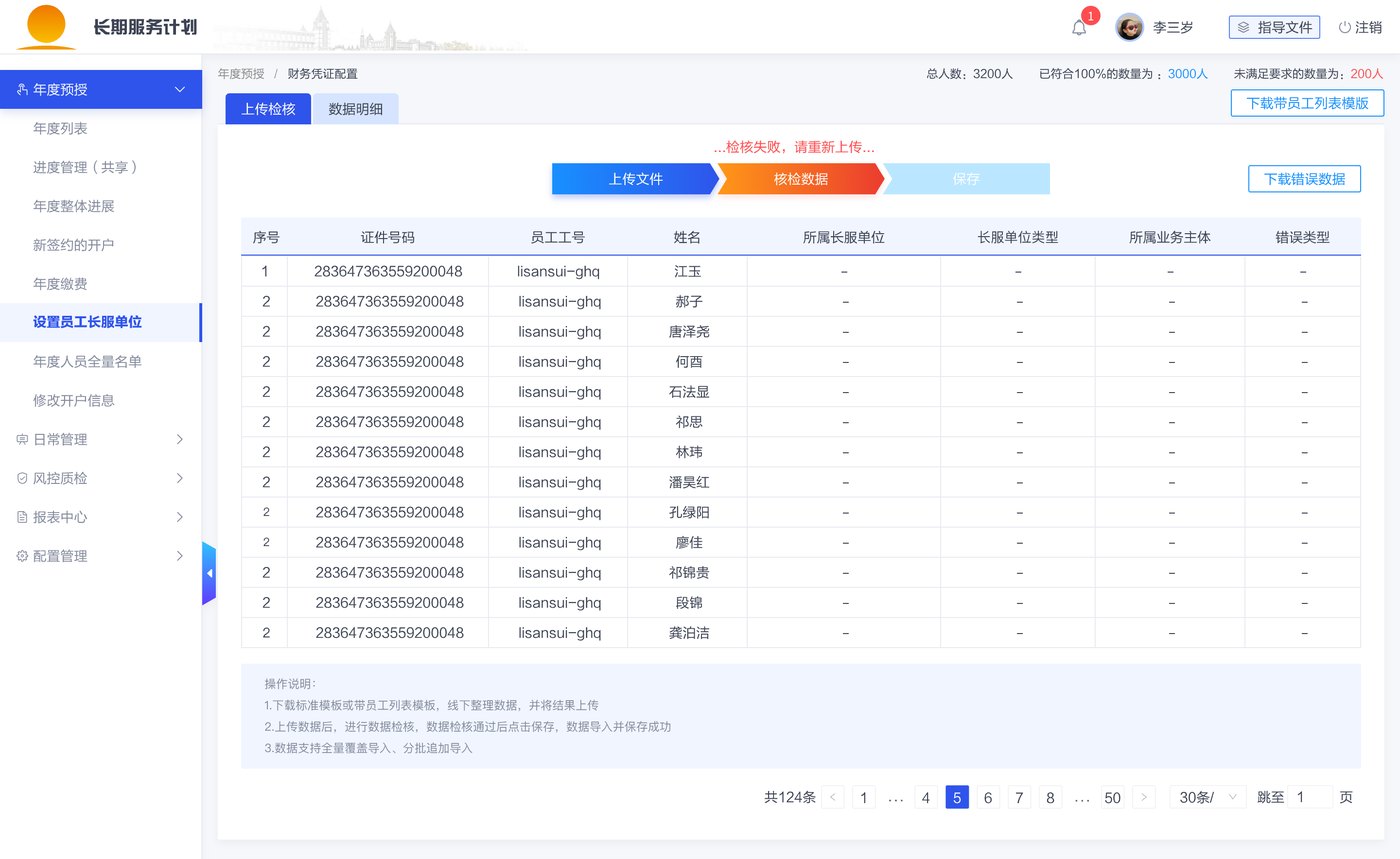 长期服务计划
1
李三岁
指导文件
注销
年度预授
年度列表
进度管理（共享）
年度整体进展
新签约的开户
年度缴费
设置员工长服单位
年度人员全量名单
修改开户信息
日常管理
风控质检
报表中心
配置管理
年度预授 / 财务凭证配置
总人数：3200人 已符合100%的数量为 ：3000人 未满足要求的数量为：200人
上传检核 数据明细
下载带员工列表模版
...检核失败，请重新上传...
上传文件 核检数据 保存
下载错误数据
序号 证件号码 员工工号 姓名 所属长服单位 长服单位类型 所属业务主体 错误类型
1 283647363559200048 lisansui-ghq 江玉 – – – –
2 283647363559200048 lisansui-ghq 郝子 – – – –
2 283647363559200048 lisansui-ghq 唐泽尧 – – – –
2 283647363559200048 lisansui-ghq 何酉 – – – –
2 283647363559200048 lisansui-ghq 石法显 – – – –
2 283647363559200048 lisansui-ghq 祁思 – – – –
2 283647363559200048 lisansui-ghq 林玮 – – – –
2 283647363559200048 lisansui-ghq 潘昊红 – – – –
2 283647363559200048 lisansui-ghq 孔绿阳 – – – –
2 283647363559200048 lisansui-ghq 廖佳 – – – –
2 283647363559200048 lisansui-ghq 祁锦贵 – – – –
2 283647363559200048 lisansui-ghq 段锦 – – – –
2 283647363559200048 lisansui-ghq 龚泊洁 – – – –
操作说明：
1.下载标准模板或带员工列表模板，线下整理数据，并将结果上传
2.上传数据后，进行数据检核，数据检核通过后点击保存，数据导入并保存成功
3.数据支持全量覆盖导入、分批追加导入
共124条 < 1 ... 4 5 6 7 8 ... 50 > 30条/ 跳至 1 页